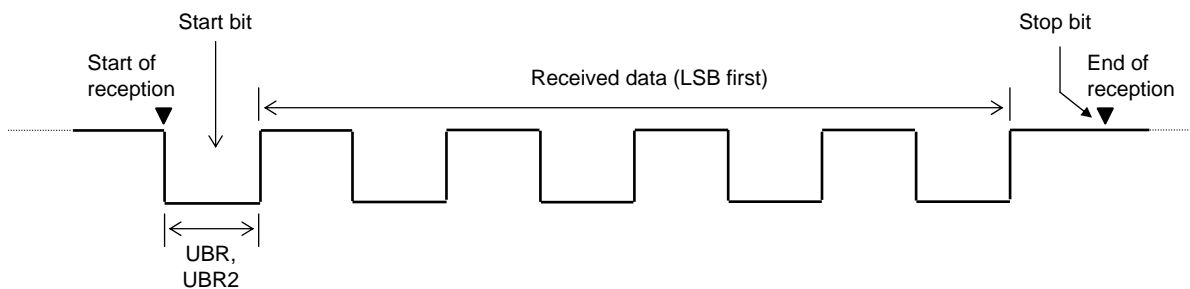 Start bit
Stop bit
Start of
reception
Received data (LSB first)
End of
reception
UBR,
UBR2